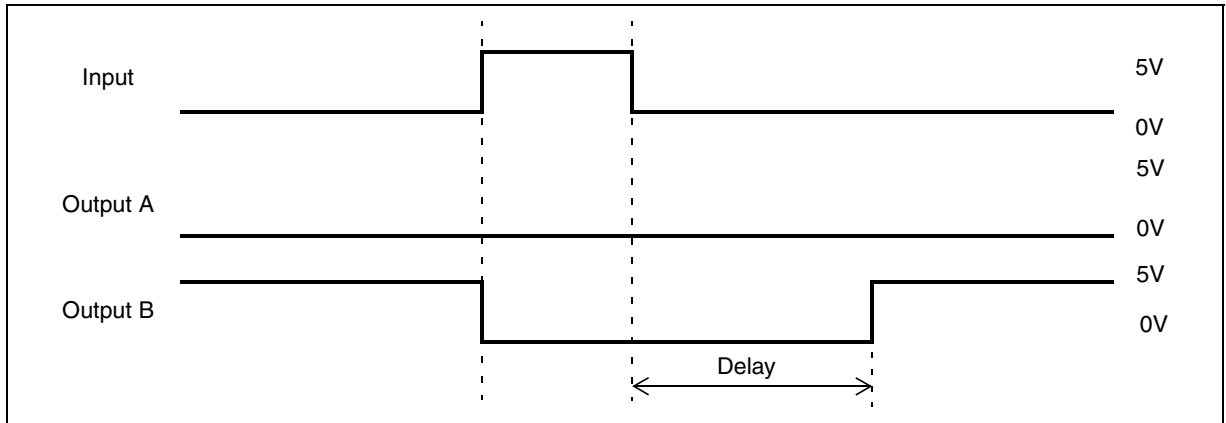 Input
5V
0V
5V
Output A
0V
5V
Output B
0V
Delay